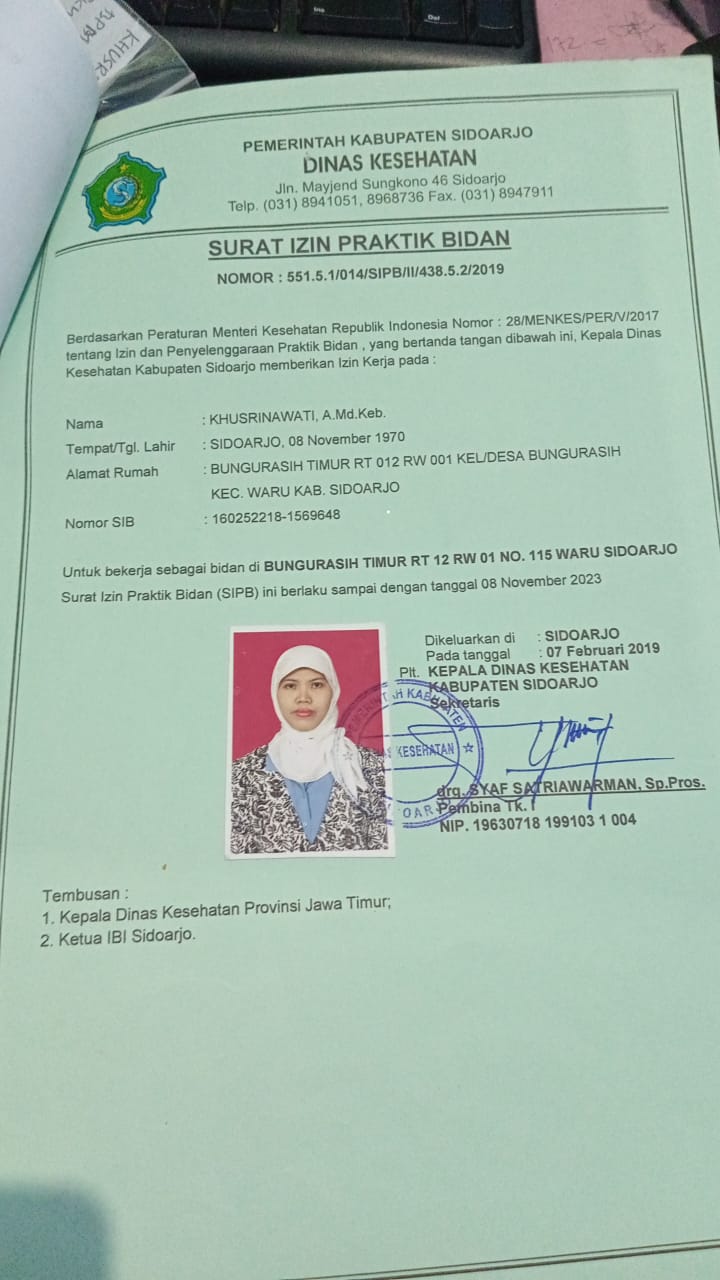 PEMERINTAH KABUPATEN SIDOARJO
DINAS KESEHATAN
Jln. Mayjend Sungkono 46 Sidoarjo
Telp. (031) 8941051, 8968736 Fax. (031) 8947911
SURAT IZIN PRAKTIK BIDAN
NOMOR : 551.5.1/014/SIPB/II/438.5.2/2019
Berdasarkan Peraturan Menteri Kesehatan Republik Indonesia Nomor : 28/MENKES/PER/V/2017
tentang Izin dan Penyelenggaraan Praktik Bidan , yang bertanda tangan dibawah ini, Kepala Dinas
Kesehatan Kabupaten Sidoarjo memberikan Izin Kerja pada :
Nama : KHUSRINAWATI, A.Md.Keb.
Tempat/Tgl. Lahir : SIDOARJO, 08 November 1970
Alamat Rumah : BUNGURASIH TIMUR RT 012 RW 001 KEL/DESA BUNGURASIH
KEC. WARU KAB. SIDOARJO
Nomor SIB : 160252218-1569648
Untuk bekerja sebagai bidan di BUNGURASIH TIMUR RT 12 RW 01 NO. 115 WARU SIDOARJO
Surat Izin Praktik Bidan (SIPB) ini berlaku sampai dengan tanggal 08 November 2023
Dikeluarkan di : SIDOARJO
Pada tanggal : 07 Februari 2019
Plt. KEPALA DINAS KESEHATAN
KABUPATEN SIDOARJO
Sekretaris
KESEHATAN
drg. SYAF SATRIAWARMAN, Sp.Pros.
Pembina Tk. I
NIP. 19630718 199103 1 004
Tembusan :
1. Kepala Dinas Kesehatan Provinsi Jawa Timur;
2. Ketua IBI Sidoarjo.
Ins
Del